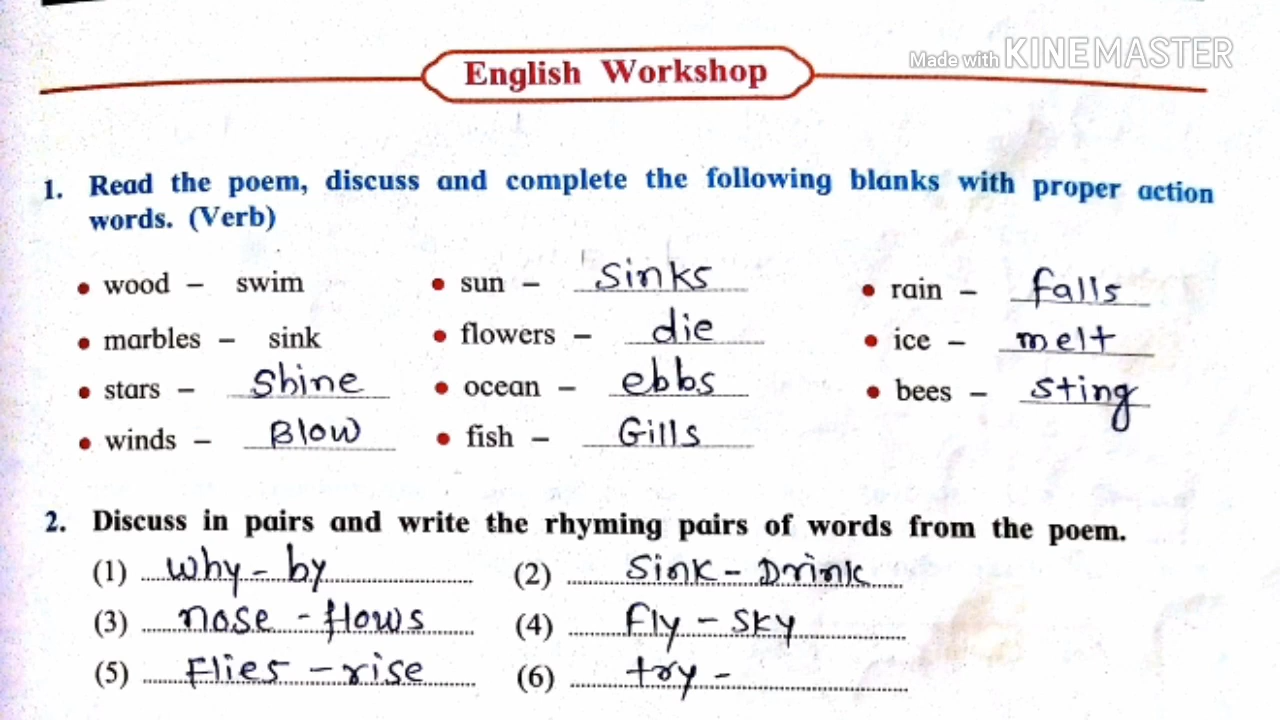 Made with KINEMASTER
English Workshop
1. Read the poem, discuss and complete the following blanks with proper action
words. (Verb)
• wood – swim • sun – Sinks • rain – falls
• marbles – sink • flowers – die • ice – melt
• stars – Shine • ocean – ebbs • bees – sting
• winds – Blow • fish – Gills
2. Discuss in pairs and write the rhyming pairs of words from the poem.
(1) why - by (2) Sink - Drink
(3) nose - flows (4) fly - sky
(5) Flies - rise (6) try -